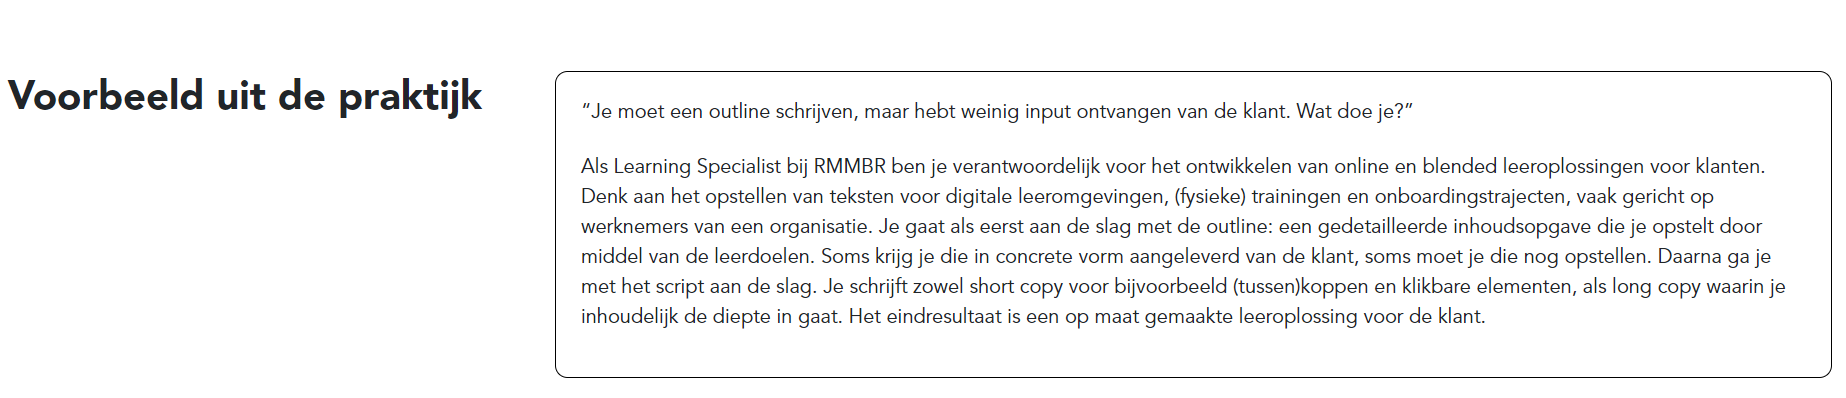 Voorbeeld uit de praktijk
“Je moet een outline schrijven, maar hebt weinig input ontvangen van de klant. Wat doe je?”
Als Learning Specialist bij RMMBR ben je verantwoordelijk voor het ontwikkelen van online en blended leeroplossingen voor klanten.
Denk aan het opstellen van teksten voor digitale leeromgevingen, (fysieke) trainingen en onboardingstrajecten, vaak gericht op
werknemers van een organisatie. Je gaat als eerst aan de slag met de outline: een gedetailleerde inhoudsopgave die je opstelt door
middel van de leerdoelen. Soms krijg je die in concrete vorm aangeleverd van de klant, soms moet je die nog opstellen. Daarna ga je
met het script aan de slag. Je schrijft zowel short copy voor bijvoorbeeld (tussen)koppen en klikbare elementen, als long copy waarin je
inhoudelijk de diepte in gaat. Het eindresultaat is een op maat gemaakte leeroplossing voor de klant.